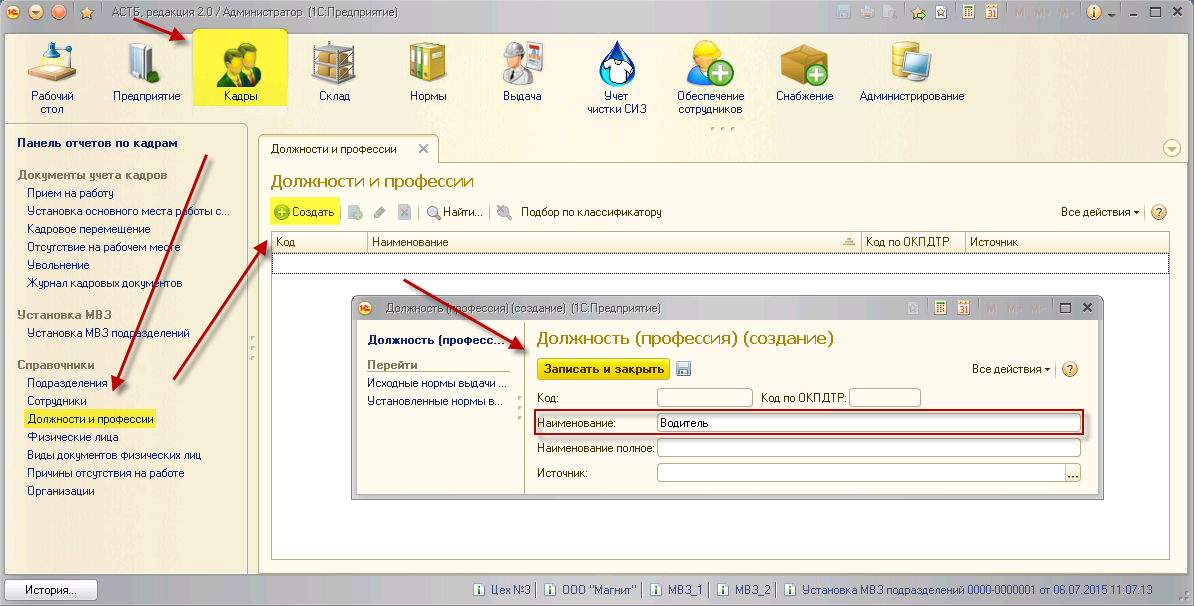 АСТБ, редакция 2.0 / Администратор (1С:Предприятие)
M M+ M-
Рабочий стол
Предприятие
Кадры
Склад
Нормы
Выдача
Учет чистки СИЗ
Обеспечение сотрудников
Снабжение
Администрирование
Панель отчетов по кадрам
Документы учета кадров
Прием на работу
Установка основного места работы с...
Кадровое перемещение
Отсутствие на рабочем месте
Увольнение
Журнал кадровых документов
Установка МВЗ
Установка МВЗ подразделений
Справочники
Подразделения
Сотрудники
Должности и профессии
Физические лица
Виды документов физических лиц
Причины отсутствия на работе
Организации
Должности и профессии
Должности и профессии
Создать Найти... Подбор по классификатору Все действия
Код Наименование Код по ОКПДТР Источник
Должность (профессия) (создание) (1С:Предприятие)
M M+ M-
Должность (професс...
Перейти
Исходные нормы выдачи ...
Установленные нормы в...
Должность (профессия) (создание)
Записать и закрыть Все действия
Код: Код по ОКПДТР:
Наименование: Водитель
Наименование полное:
Источник: ...
История... Цех №3 ООО "Магнит" МВЗ_1 МВЗ_2 Установка МВЗ подразделений 0000-0000001 от 06.07.2015 11:07:13